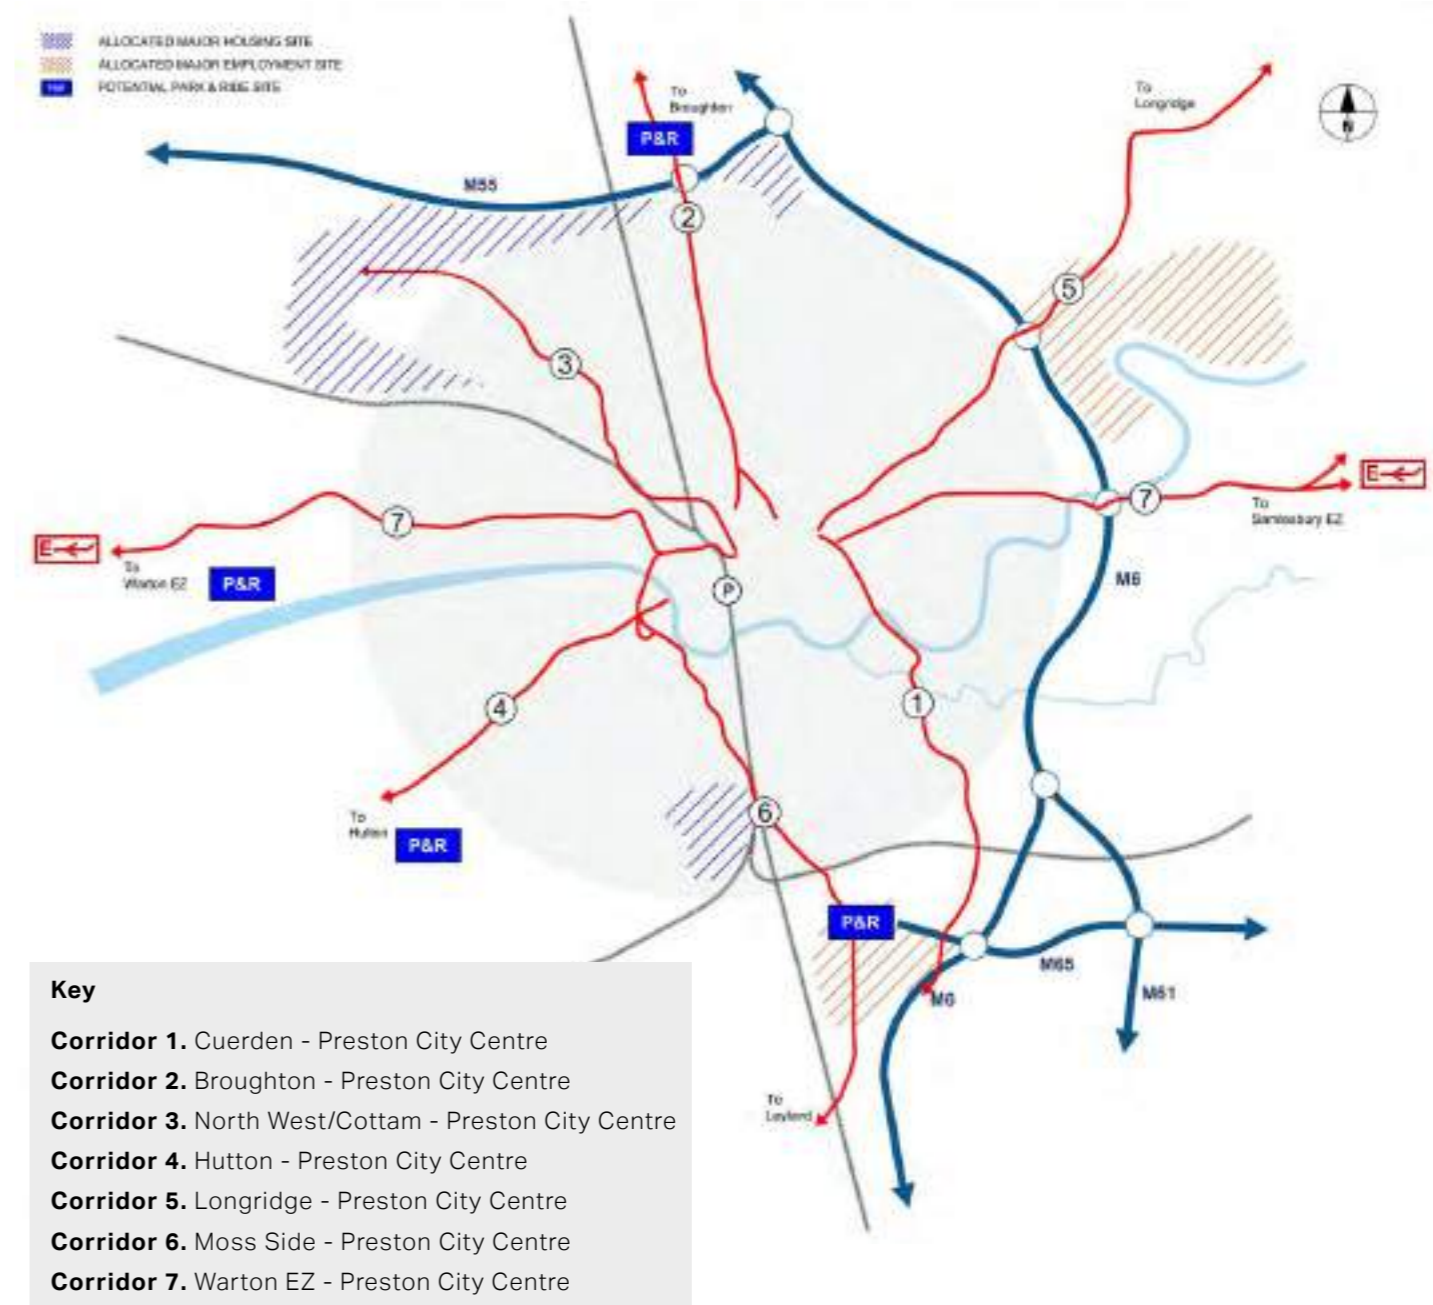 ALLOCATED MAJOR HOUSING SITE
ALLOCATED MAJOR EMPLOYMENT SITE
P&R POTENTIAL PARK & RIDE SITE
To
Broughton
To
Longridge
N
P&R
M55
2
5
3
7
E
To
Samlesbury EZ
7
E
To
Warton EZ
P&R
P
M6
4
1
To
Hutton
P&R
6
P&R
M65
M6
M61
To
Leyland
Key
Corridor 1. Cuerden - Preston City Centre
Corridor 2. Broughton - Preston City Centre
Corridor 3. North West/Cottam - Preston City Centre
Corridor 4. Hutton - Preston City Centre
Corridor 5. Longridge - Preston City Centre
Corridor 6. Moss Side - Preston City Centre
Corridor 7. Warton EZ - Preston City Centre